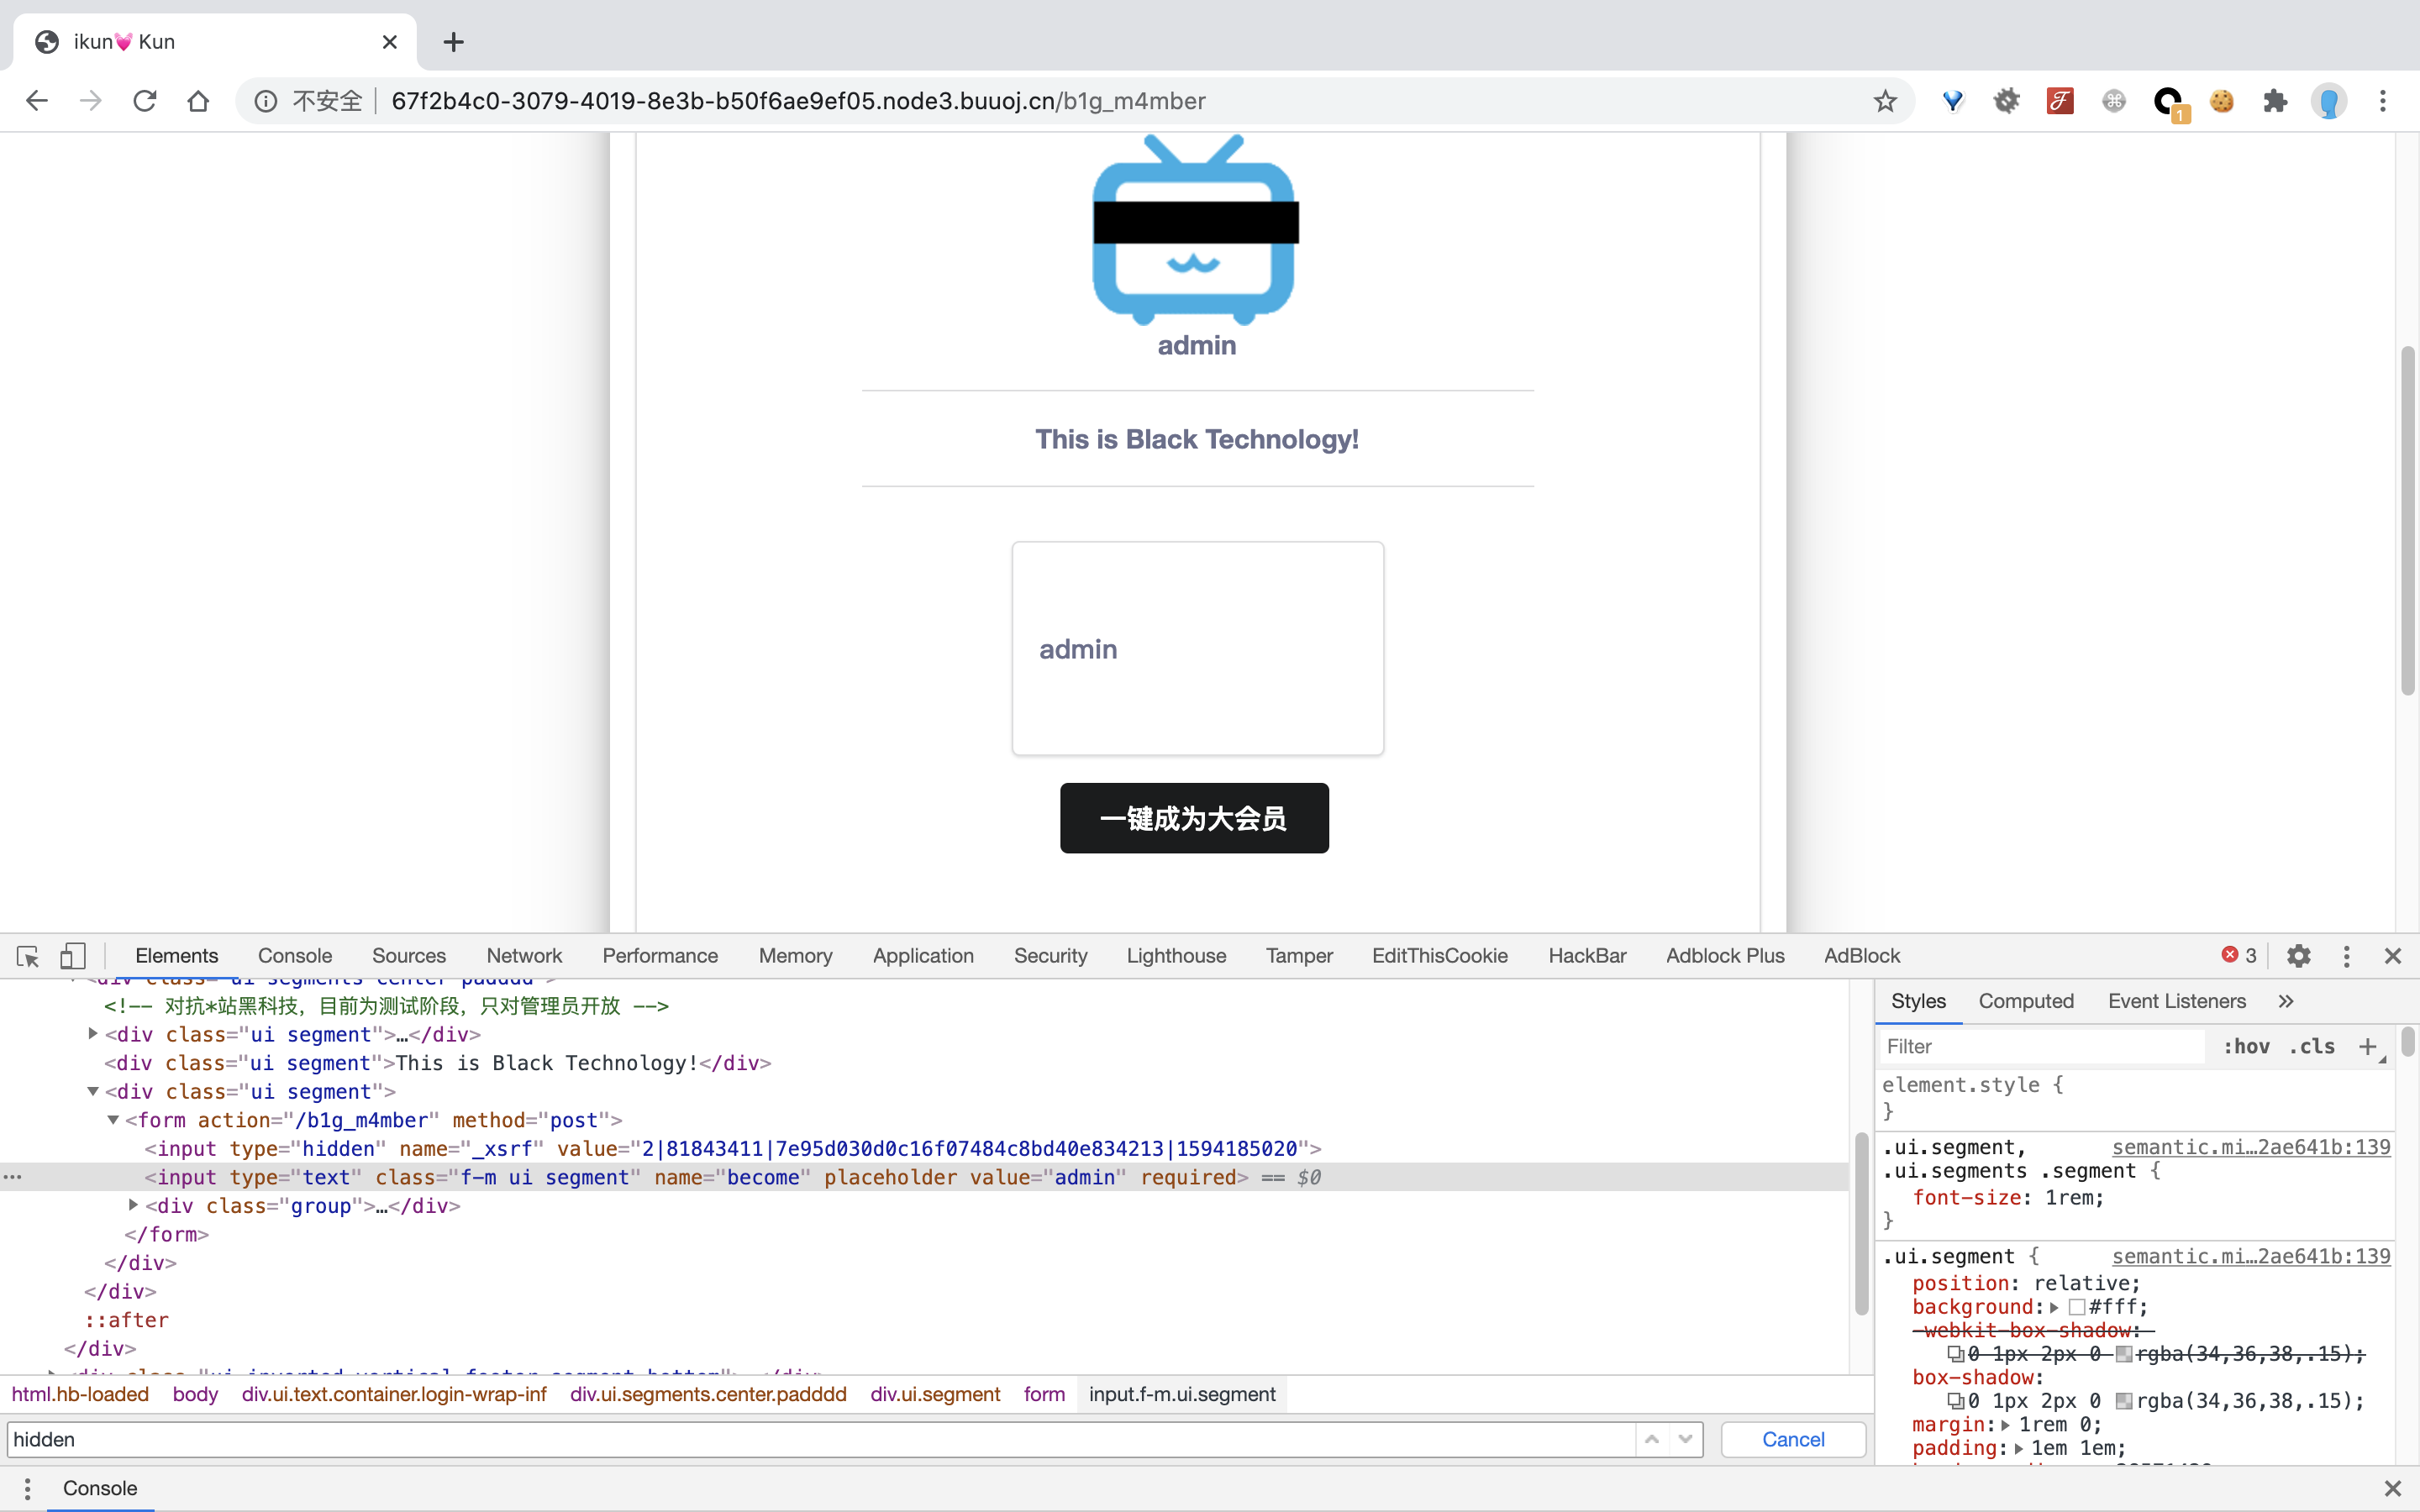 ikun💓 Kun
不安全 67f2b4c0-3079-4019-8e3b-b50f6ae9ef05.node3.buuoj.cn/b1g_m4mber
1
admin
This is Black Technology!
admin
一键成为大会员
Elements Console Sources Network Performance Memory Application Security Lighthouse Tamper EditThisCookie HackBar Adblock Plus AdBlock 3
<!-- 对抗*站黑科技，目前为测试阶段，只对管理员开放 -->
<div class="ui segment">…</div>
<div class="ui segment">This is Black Technology!</div>
<div class="ui segment">
<form action="/b1g_m4mber" method="post">
<input type="hidden" name="_xsrf" value="2|81843411|7e95d030d0c16f07484c8bd40e834213|1594185020">
<input type="text" class="f-m ui segment" name="become" placeholder value="admin" required> == $0
<div class="group">…</div>
</form>
</div>
</div>
::after
</div>
html.hb-loaded body div.ui.text.container.login-wrap-inf div.ui.segments.center.padddd div.ui.segment form input.f-m.ui.segment
hidden
Cancel
Console
Styles Computed Event Listeners
Filter :hov .cls +
element.style {
}
.ui.segment, semantic.mi…2ae641b:139
.ui.segments .segment {
font-size: 1rem;
}
.ui.segment { semantic.mi…2ae641b:139
position: relative;
background: #fff;
-webkit-box-shadow:
0 1px 2px 0 rgba(34,36,38,.15);
box-shadow:
0 1px 2px 0 rgba(34,36,38,.15);
margin: 1rem 0;
padding: 1em 1em;